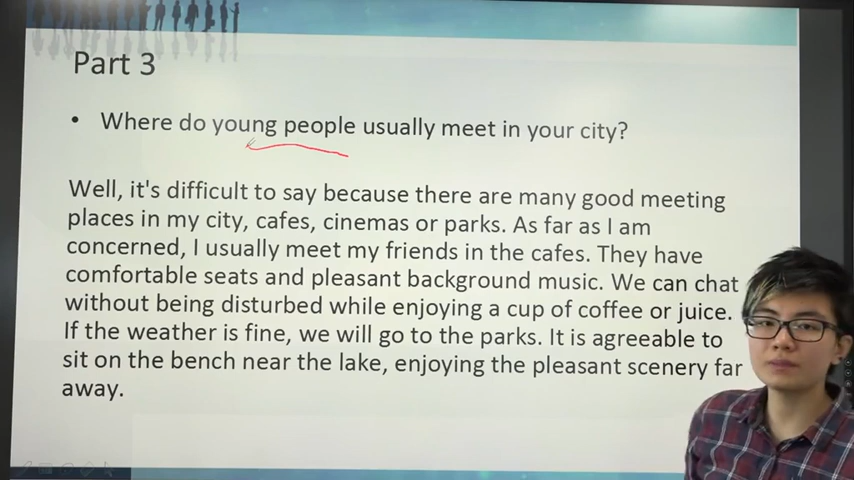 Part 3
• Where do young people usually meet in your city?
Well, it's difficult to say because there are many good meeting
places in my city, cafes, cinemas or parks. As far as I am
concerned, I usually meet my friends in the cafes. They have
comfortable seats and pleasant background music. We can chat
without being disturbed while enjoying a cup of coffee or juice.
If the weather is fine, we will go to the parks. It is agreeable to
sit on the bench near the lake, enjoying the pleasant scenery far
away.